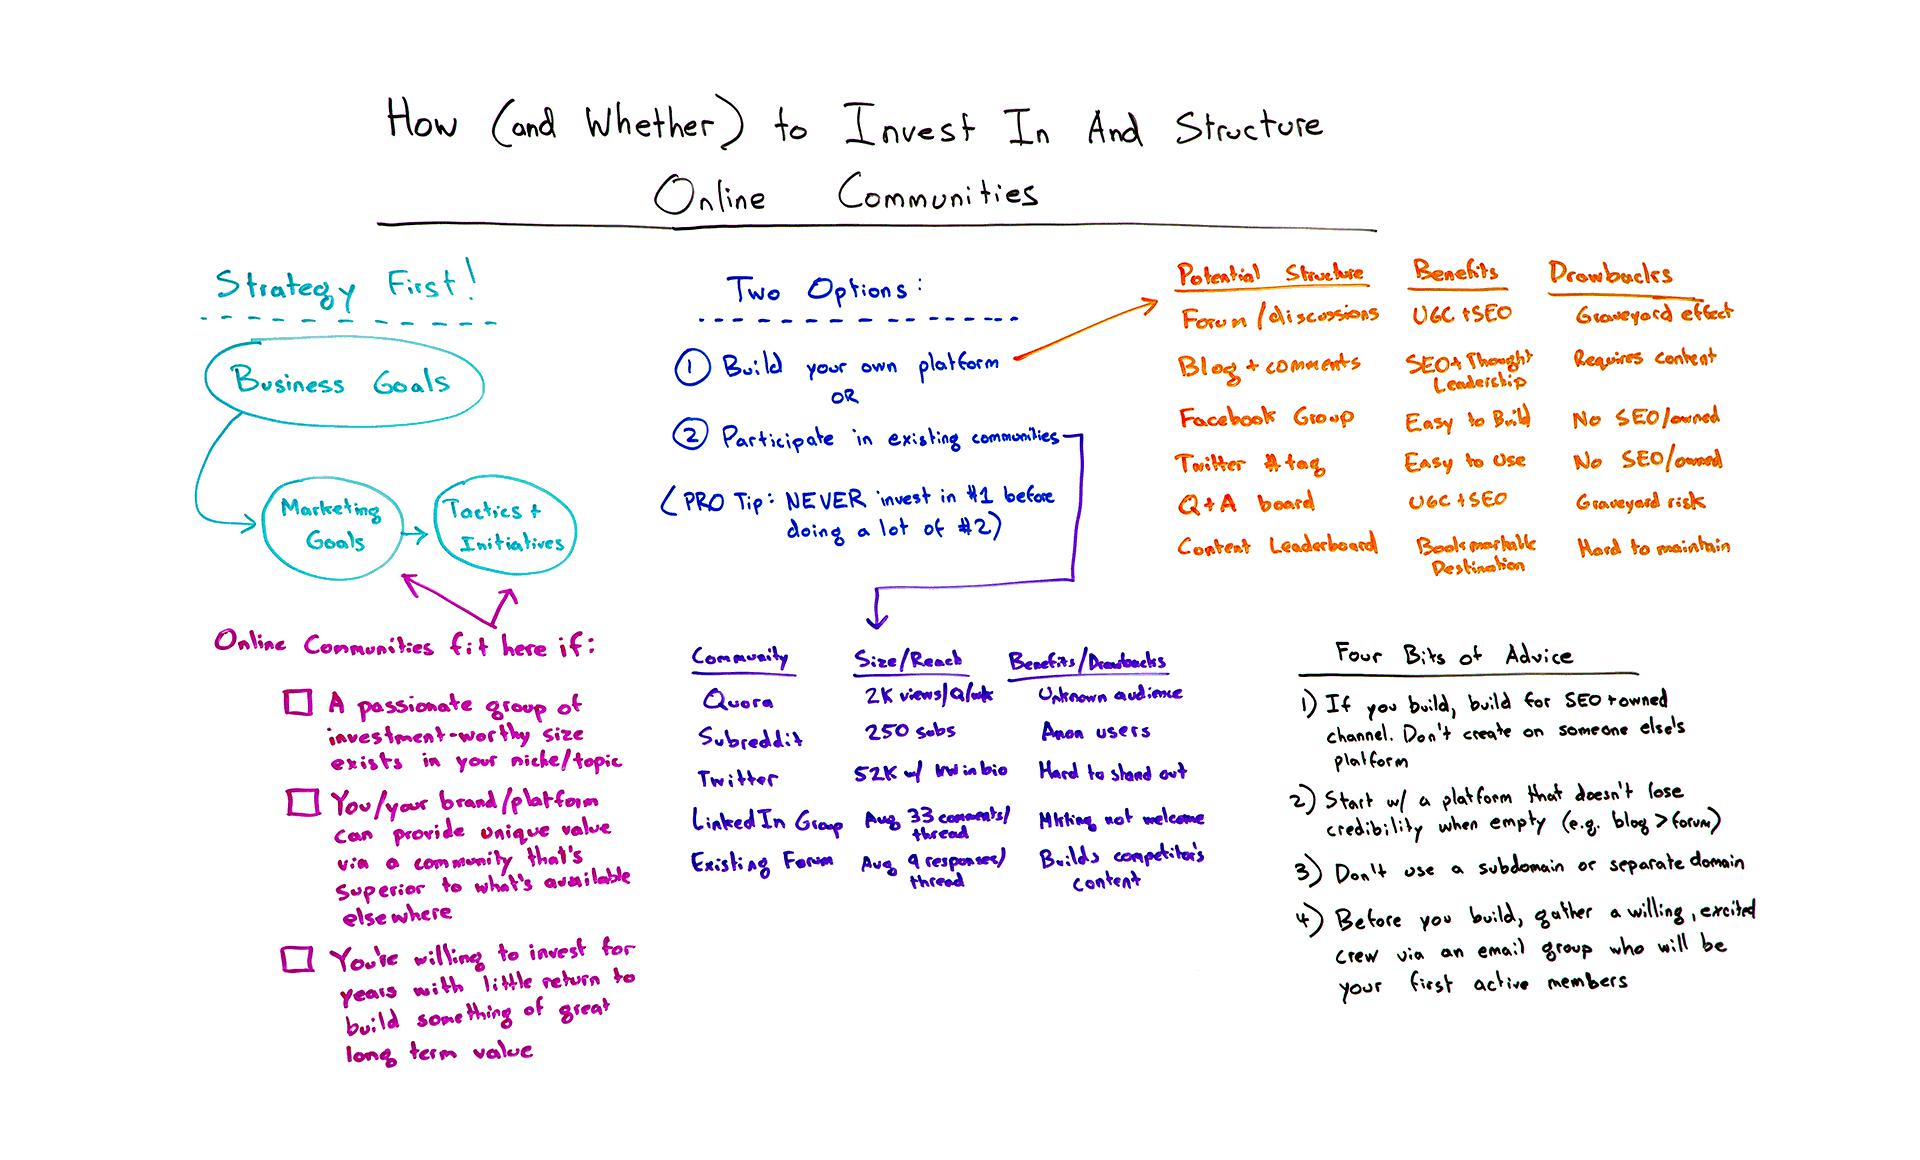 How (and Whether) to Invest In And Structure
Online Communities
Strategy First!
Business Goals
Marketing
Goals
Tactics +
Initiatives
Online Communities fit here if:
A passionate group of
investment-worthy size
exists in your niche/topic
You/your brand/platform
can provide unique value
via a community that's
superior to what's available
elsewhere
You're willing to invest for
years with little return to
build something of great
long term value
Two Options:
1 Build your own platform
OR
2 Participate in existing communities
(PRO Tip: NEVER invest in #1 before
doing a lot of #2)
Potential Structure Benefits Drawbacks
Forum/discussions UGC + SEO Graveyard effect
Blog + comments SEO + Thought Requires content
Leadership
Facebook Group Easy to Build No SEO/owned
Twitter #tag Easy to Use No SEO/owned
Q+A board UGC + SEO Graveyard risk
Content Leaderboard Bookmarkable Hard to maintain
Destination
Community Size/Reach Benefits/Drawbacks
Quora 2K views/Q/wk Unknown audience
Subreddit 250 subs Anon users
Twitter 52K w/ KW in bio Hard to stand out
LinkedIn Group Avg 33 comments/ Mkting not welcome
thread
Existing Forum Avg 9 responses/ Builds competitor's
thread content
Four Bits of Advice
1) If you build, build for SEO + owned
channel. Don't create on someone else's
platform
2) Start w/ a platform that doesn't lose
credibility when empty (e.g. blog > forum)
3) Don't use a subdomain or separate domain
4) Before you build, gather a willing, excited
crew via an email group who will be
your first active members